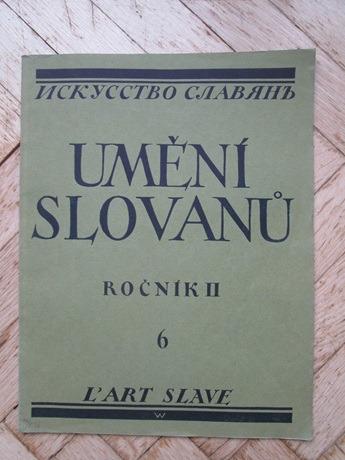 ИСКУССТВО СЛАВЯНЪ
UMĚNÍ
SLOVANŮ
ROČNÍK II
6
L'ART SLAVE
W